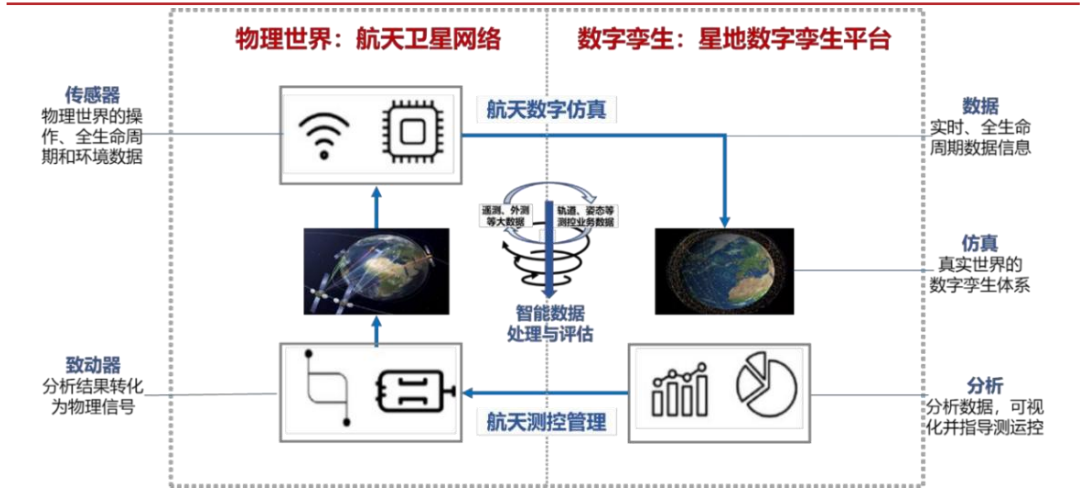 物理世界：航天卫星网络
数字孪生：星地数字孪生平台
传感器
物理世界的操
作、全生命周
期和环境数据
航天数字仿真
数据
实时、全生命
周期数据信息
遥测、外测
等大数据
轨道、姿态等
测控业务数据
仿真
真实世界的
数字孪生体系
智能数据
处理与评估
致动器
分析结果转化
为物理信号
航天测控管理
分析
分析数据，可视
化并指导测运控